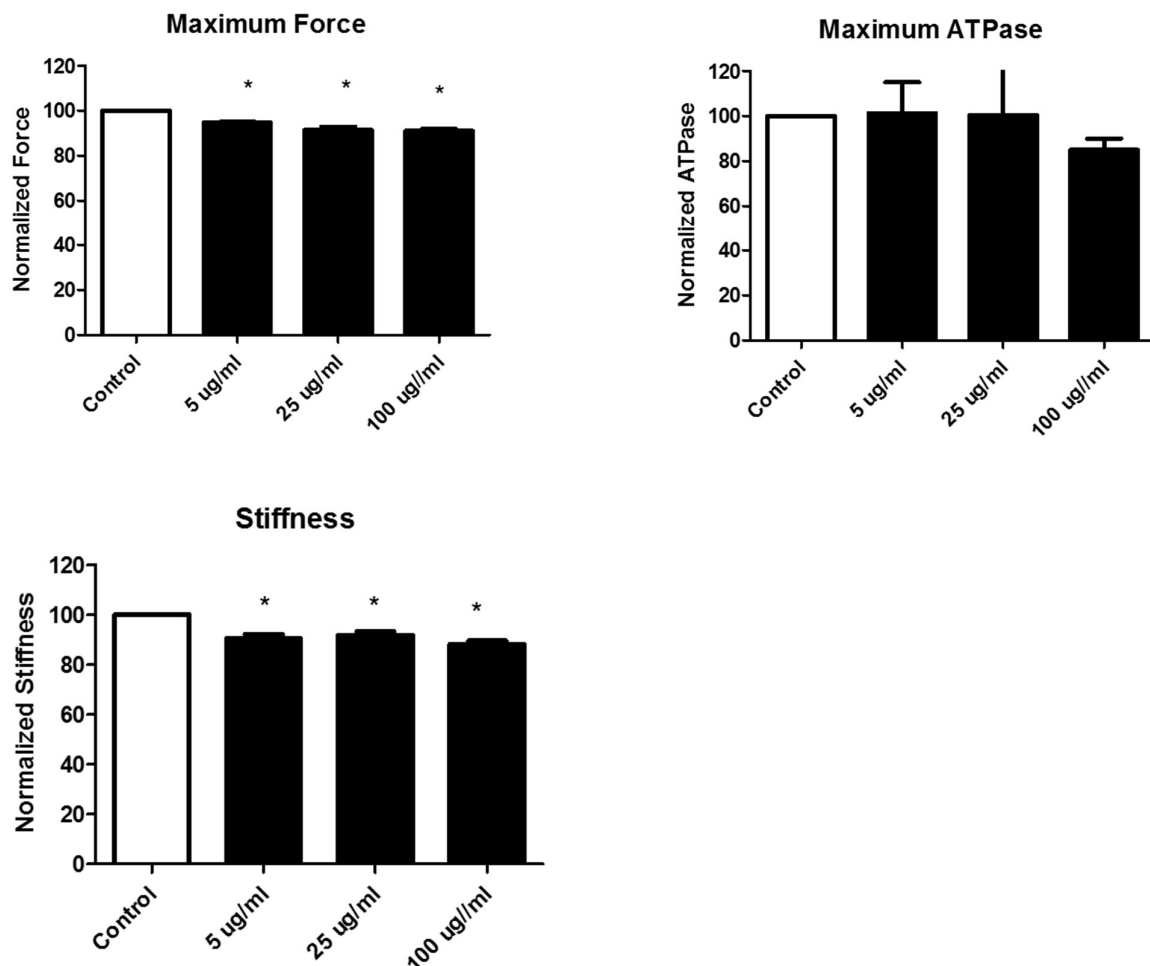 Maximum Force
Normalized Force
120
100
80
60
40
20
0
*
*
*
Control
5 ug/ml
25 ug/ml
100 ug//ml
Maximum ATPase
Normalized ATPase
120
100
80
60
40
20
0
Control
5 ug/ml
25 ug/ml
100 ug//ml
Stiffness
Normalized Stiffness
120
100
80
60
40
20
0
*
*
*
Control
5 ug/ml
25 ug/ml
100 ug//ml